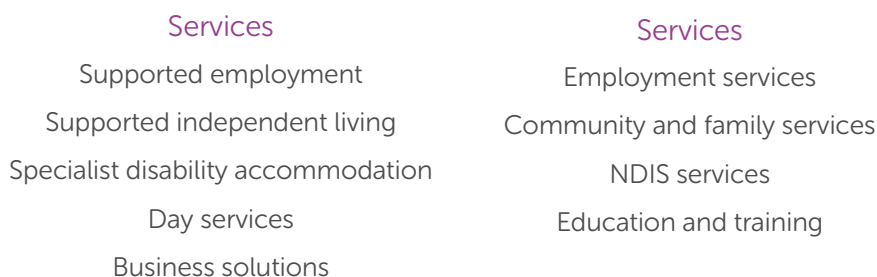 Services
Supported employment
Supported independent living
Specialist disability accommodation
Day services
Business solutions
Services
Employment services
Community and family services
NDIS services
Education and training